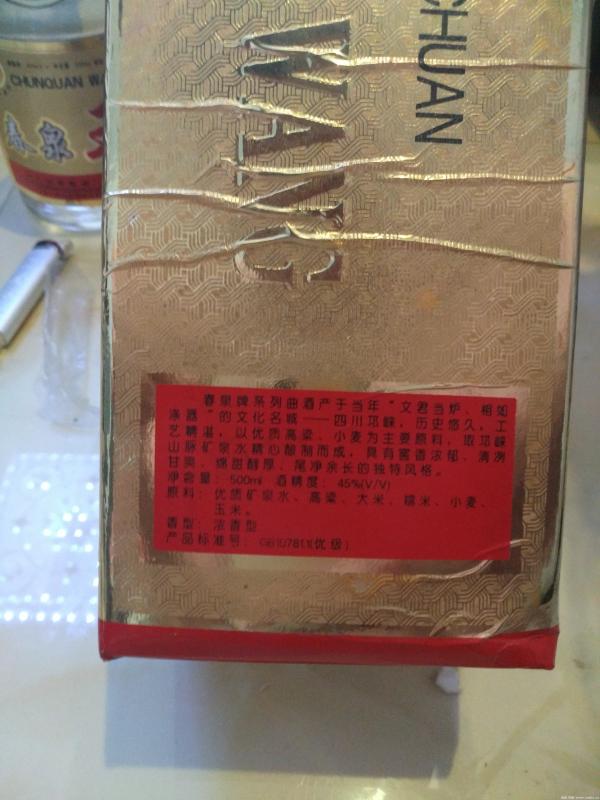 CHUNQUAN WA
春泉
CHUAN
WANG
春皇牌系列曲酒产于当年“文君当炉、相如
涤器”的文化名城——四川邛崃，历史悠久，工
艺精湛，以优质高粱、小麦为主要原料，取邛崃
山脉矿泉水精心酿制而成，具有窖香浓郁、清冽
甘爽、绵甜醇厚、尾净余长的独特风格。
净容量：500ml 酒精度：45%(V/V)
原料：优质矿泉水、高粱、大米、糯米、小麦、
玉米。
香型：浓香型
产品标准号：GB10781.1(优级)